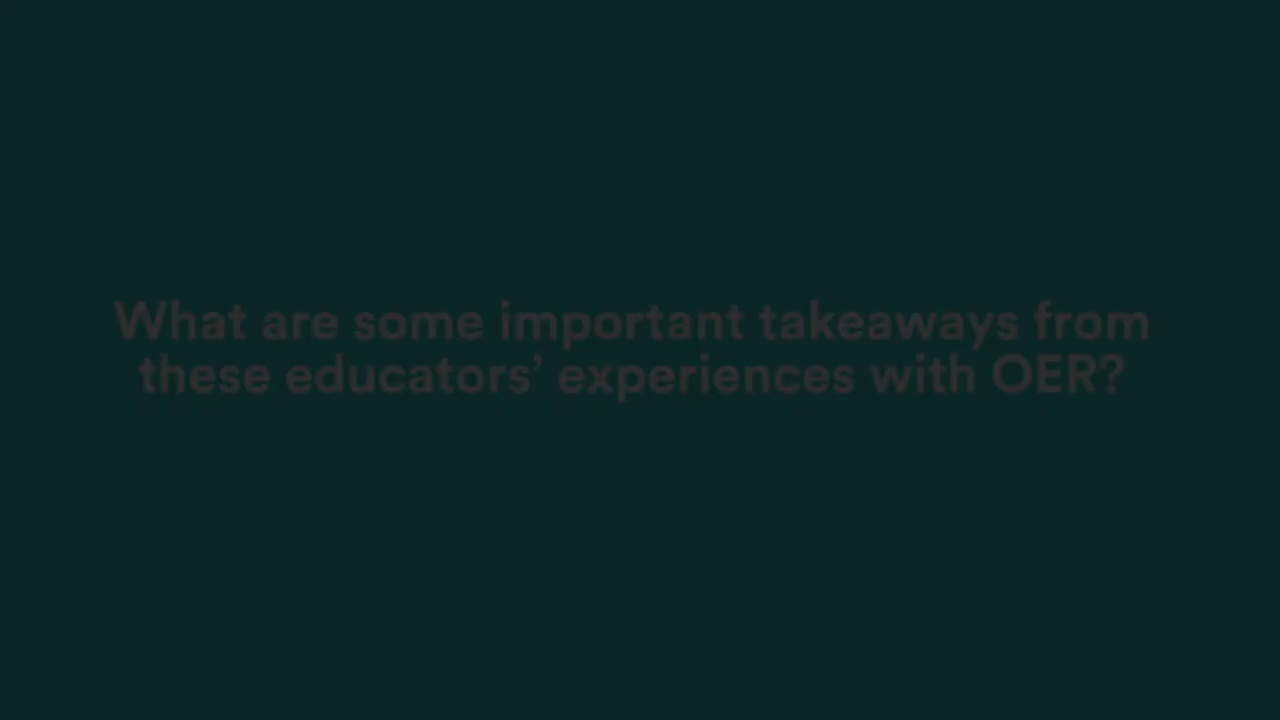 What are some important takeaways from
these educators’ experiences with OER?